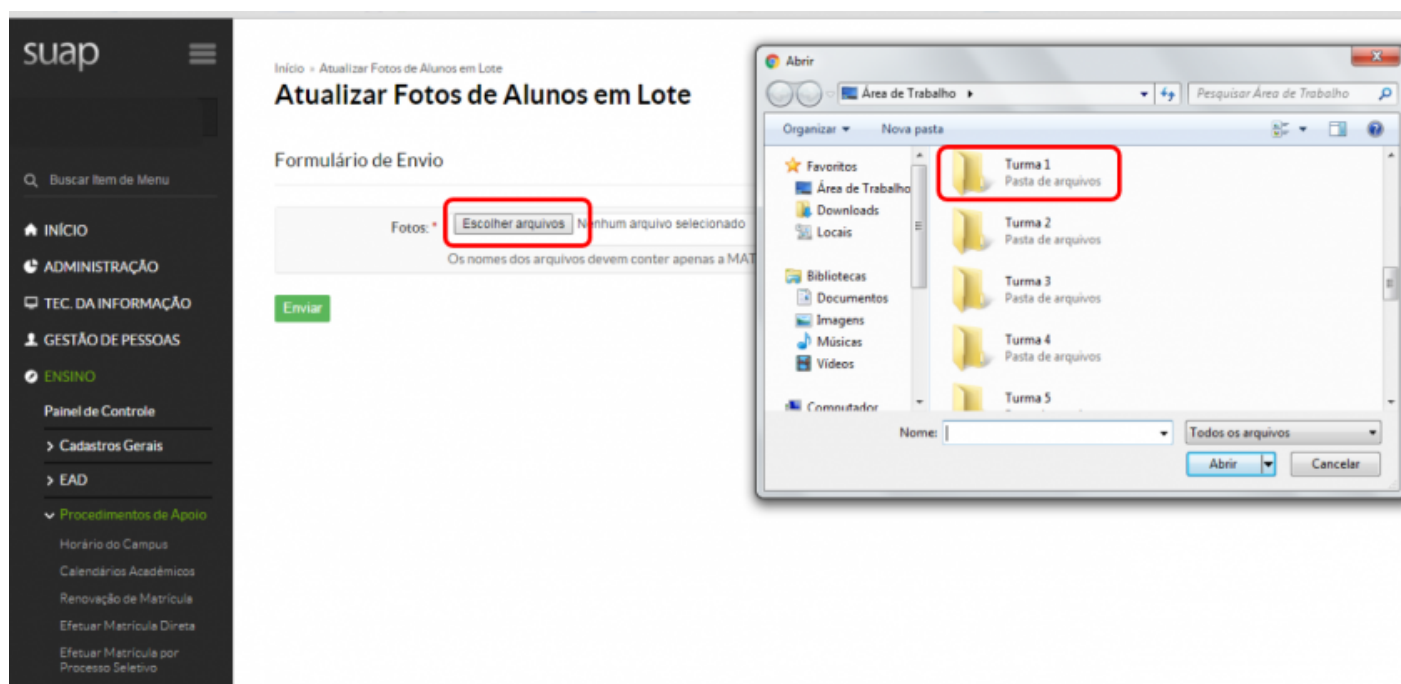 suap
Buscar Item de Menu
INÍCIO
ADMINISTRAÇÃO
TEC. DA INFORMAÇÃO
GESTÃO DE PESSOAS
ENSINO
Painel de Controle
Cadastros Gerais
EAD
Procedimentos de Apoio
Horário do Campus
Calendários Acadêmicos
Renovação de Matrícula
Efetuar Matrícula Direta
Efetuar Matrícula por
Processo Seletivo
Início » Atualizar Fotos de Alunos em Lote
Atualizar Fotos de Alunos em Lote
Formulário de Envio
Fotos: * Escolher arquivos Nenhum arquivo selecionado
Os nomes dos arquivos devem conter apenas a MAT
Enviar
Abrir
Área de Trabalho
Pesquisar Área de Trabalho
Organizar Nova pasta
Favoritos
Área de Trabalho
Downloads
Locais
Bibliotecas
Documentos
Imagens
Músicas
Vídeos
Computador
Turma 1
Pasta de arquivos
Turma 2
Pasta de arquivos
Turma 3
Pasta de arquivos
Turma 4
Pasta de arquivos
Turma 5
Nome: Todos os arquivos
Abrir Cancelar